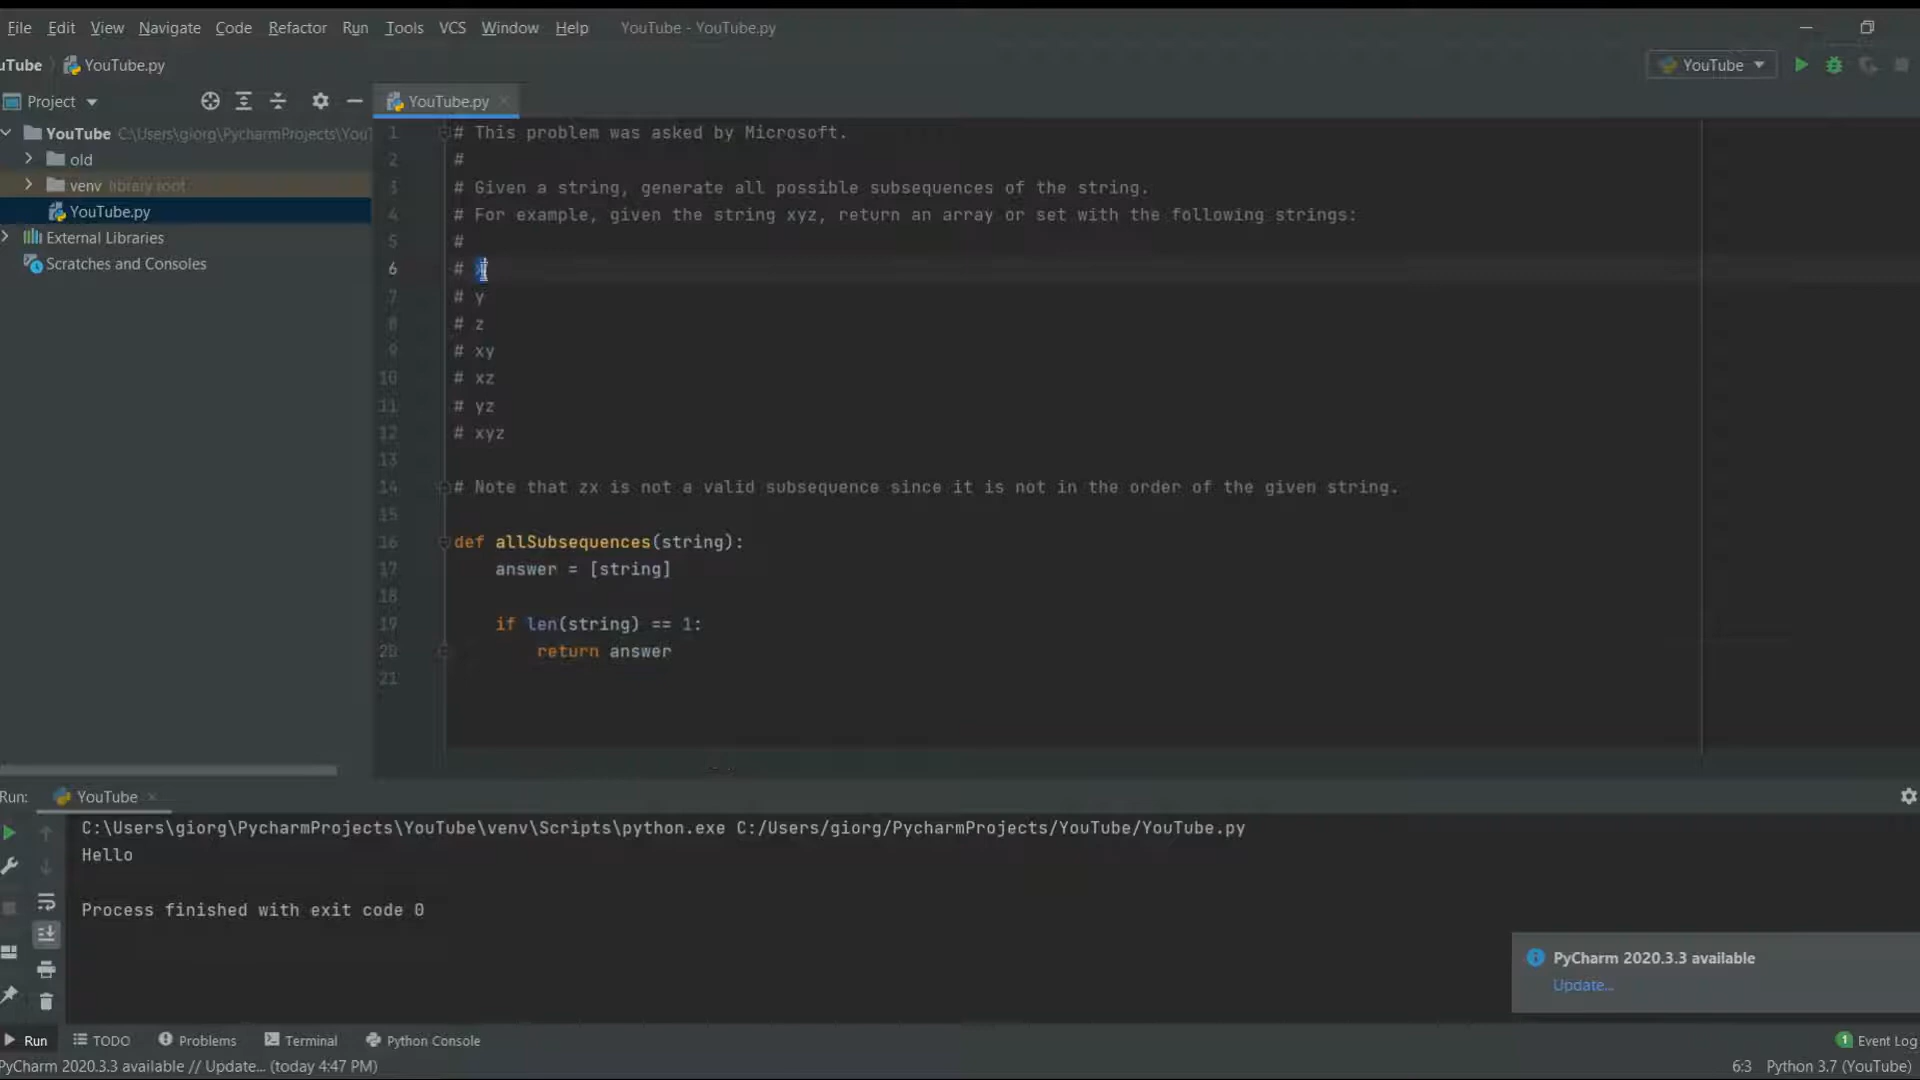 File Edit View Navigate Code Refactor Run Tools VCS Window Help YouTube - YouTube.py
uTube YouTube.py YouTube
Project YouTube.py
YouTube C:\Users\giorg\PycharmProjects\You
old
venv library root
YouTube.py
External Libraries
Scratches and Consoles
1 # This problem was asked by Microsoft.
2 #
3 # Given a string, generate all possible subsequences of the string.
4 # For example, given the string xyz, return an array or set with the following strings:
5 #
6 # x
7 # y
8 # z
9 # xy
10 # xz
11 # yz
12 # xyz
13
14 # Note that zx is not a valid subsequence since it is not in the order of the given string.
15
16 def allSubsequences(string):
17 answer = [string]
18
19 if len(string) == 1:
20 return answer
21
Run: YouTube
C:\Users\giorg\PycharmProjects\YouTube\venv\Scripts\python.exe C:/Users/giorg/PycharmProjects/YouTube/YouTube.py
Hello
Process finished with exit code 0
PyCharm 2020.3.3 available
Update...
Run TODO Problems Terminal Python Console 1 Event Log
PyCharm 2020.3.3 available // Update... (today 4:47 PM) 6:3 Python 3.7 (YouTube)